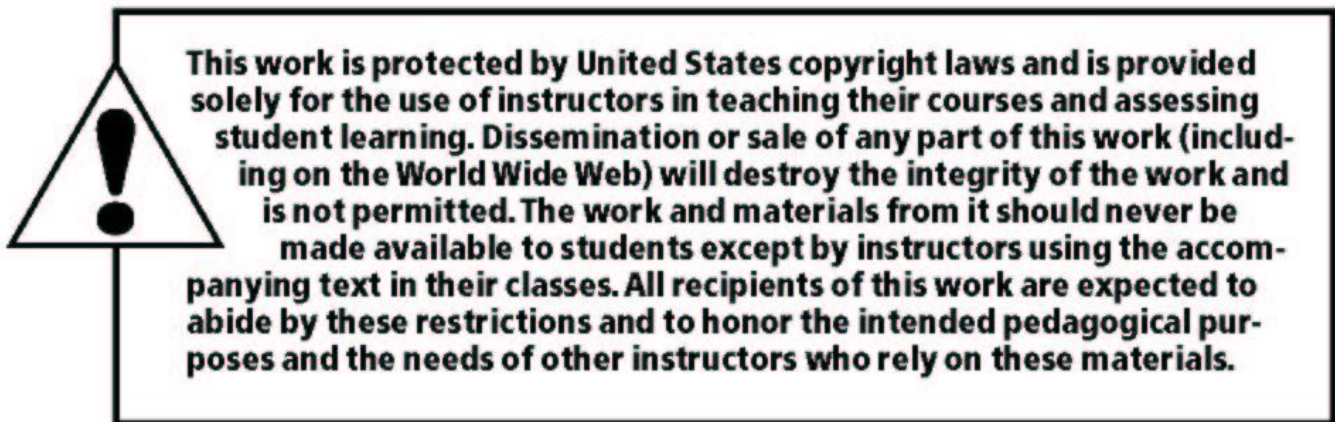 This work is protected by United States copyright laws and is provided
solely for the use of instructors in teaching their courses and assessing
student learning. Dissemination or sale of any part of this work (includ-
ing on the World Wide Web) will destroy the integrity of the work and
is not permitted. The work and materials from it should never be
made available to students except by instructors using the accom-
panying text in their classes. All recipients of this work are expected to
abide by these restrictions and to honor the intended pedagogical pur-
poses and the needs of other instructors who rely on these materials.